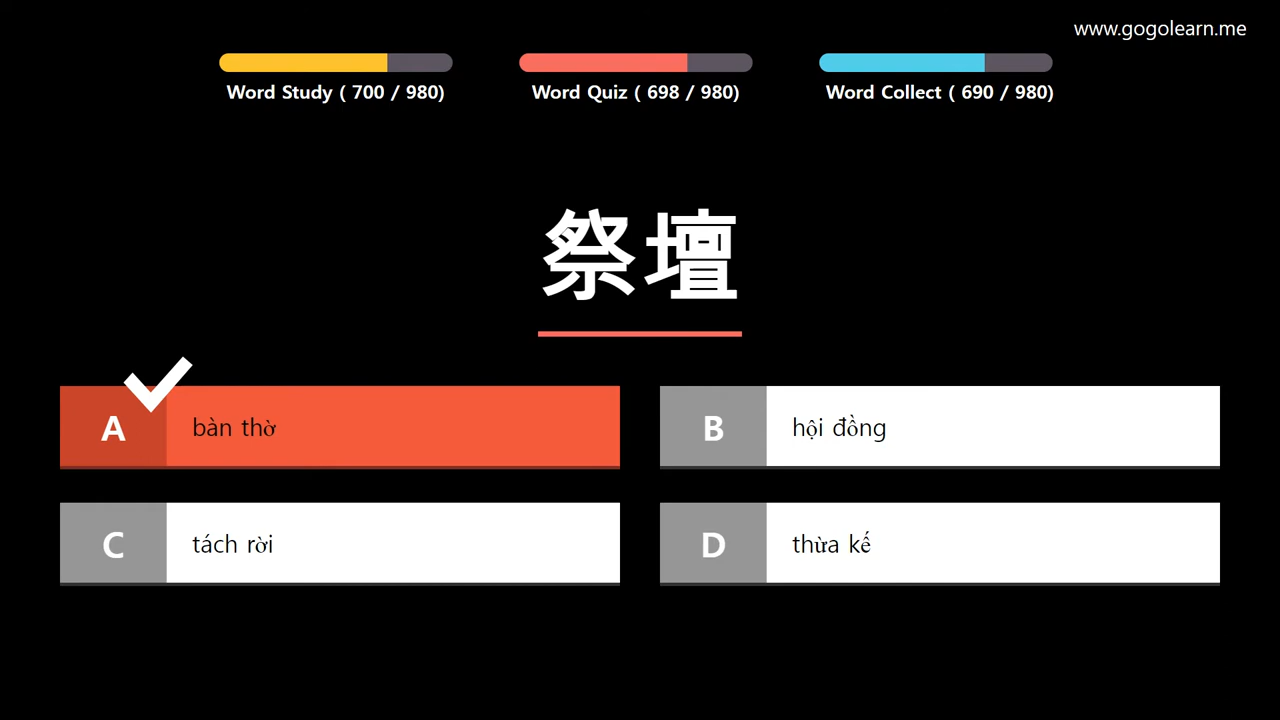 www.gogolearn.me
Word Study ( 700 / 980)
Word Quiz ( 698 / 980)
Word Collect ( 690 / 980)
祭壇
A bàn thờ
B hội đồng
C tách rời
D thừa kế